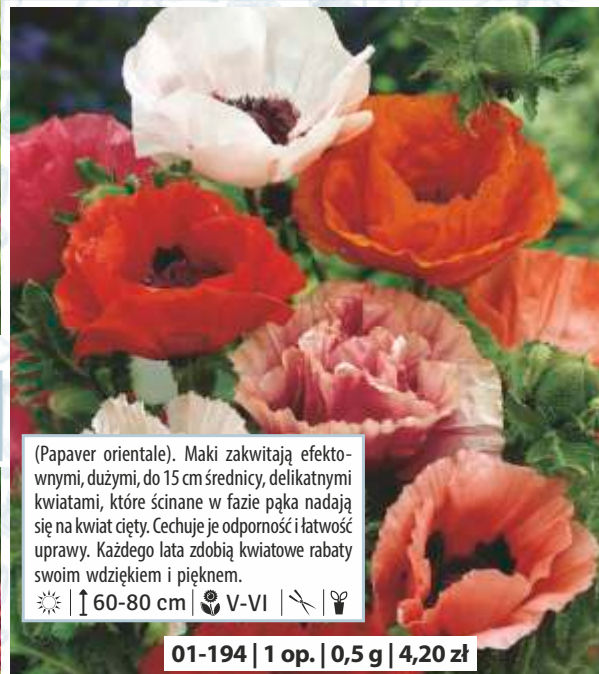 (Papaver orientale). Maki zakwitają efekto-
wnymi, dużymi, do 15 cm średnicy, delikatnymi
kwiatami, które ścinane w fazie pąka nadają
się na kwiat cięty. Cechuje je odporność i łatwość
uprawy. Każdego lata zdobią kwiatowe rabaty
swoim wdziękiem i pięknem.
| 60-80 cm | V-VI | |
01-194 | 1 op. | 0,5 g | 4,20 zł